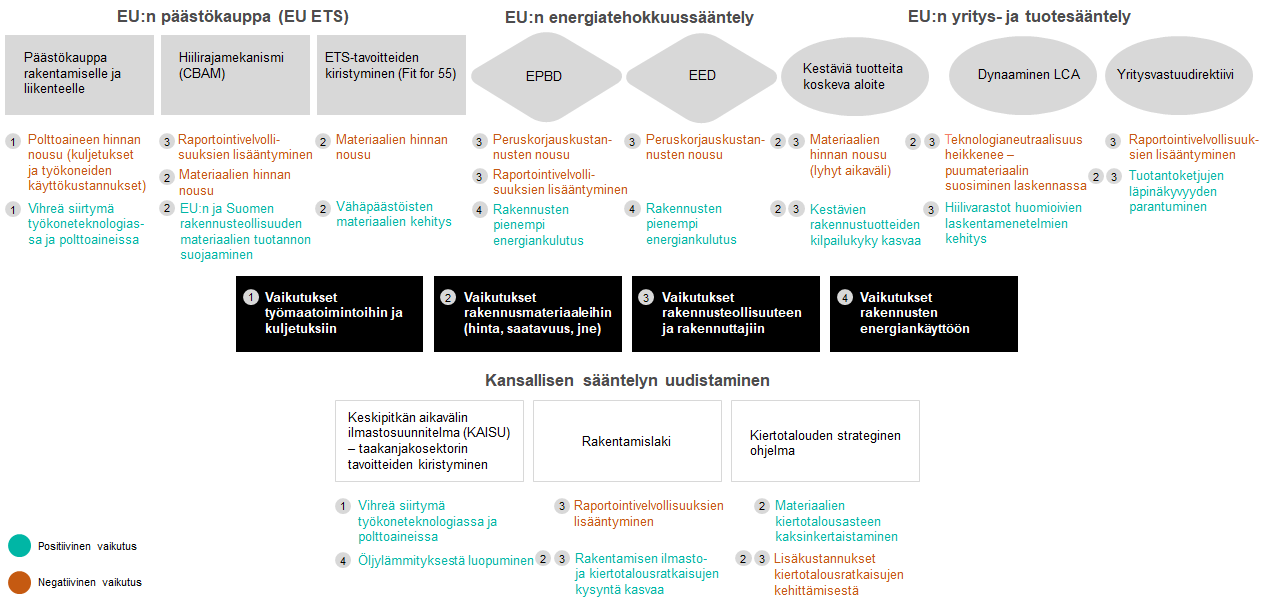 EU:n päästökauppa (EU ETS)
EU:n energiatehokkuussääntely
EU:n yritys- ja tuotesääntely
Päästökauppa
rakentamiselle ja
liikenteelle
Hiilirajamekanismi
(CBAM)
ETS-tavoitteiden
kiristyminen (Fit for 55)
EPBD
EED
Kestäviä tuotteita
koskeva aloite
Dynaaminen LCA
Yritysvastuudirektiivi
1 Polttoaineen hinnan
nousu (kuljetukset
ja työkoneiden
käyttökustannukset)
1 Vihreä siirtymä
työkoneteknologias-
sa ja polttoaineissa
3 Raportointivelvolli-
suuksien lisääntyminen
2 Materiaalien hinnan
nousu
2 EU:n ja Suomen
rakennusteollisuuden
materiaalien tuotannon
suojaaminen
2 Materiaalien hinnan
nousu
2 Vähäpäästöisten
materiaalien kehitys
3 Peruskorjauskustan-
nusten nousu
3 Raportointivelvolli-
suuksien lisääntyminen
4 Rakennusten
pienempi
energiankulutus
3 Peruskorjauskustan-
nusten nousu
4 Rakennusten
pienempi
energiankulutus
2 3 Materiaalien
hinnan nousu
(lyhyt aikaväli)
2 3 Kestävien
rakennustuotteiden
kilpailukyky kasvaa
2 3 Teknologianeutraalisuus
heikkenee –
puumateriaalin
suosiminen laskennassa
3 Hiilivarastot huomioivien
laskentamenetelmien
kehitys
3 Raportointivelvollisuuk-
sien lisääntyminen
2 3 Tuotantoketjujen
läpinäkyvyyden
parantuminen
1 Vaikutukset
työmaatoimintoihin ja
kuljetuksiin
2 Vaikutukset
rakennusmateriaaleihin
(hinta, saatavuus, jne)
3 Vaikutukset
rakennusteollisuuteen
ja rakennuttajiin
4 Vaikutukset
rakennusten
energiankäyttöön
Kansallisen sääntelyn uudistaminen
Keskipitkän aikavälin
ilmastosuunnitelma (KAISU)
– taakanjakosektorin
tavoitteiden kiristyminen
Rakentamislaki
Kiertotalouden strateginen
ohjelma
1 Vihreä siirtymä
työkoneteknologiassa ja
polttoaineissa
4 Öljylämmityksestä luopuminen
3 Raportointivelvollisuuksien
lisääntyminen
2 3 Rakentamisen ilmasto-
ja kiertotalousratkaisujen
kysyntä kasvaa
2 Materiaalien
kiertotalousasteen
kaksinkertaistaminen
2 3 Lisäkustannukset
kiertotalousratkaisujen
kehittämisestä
Positiivinen vaikutus
Negatiivinen vaikutus